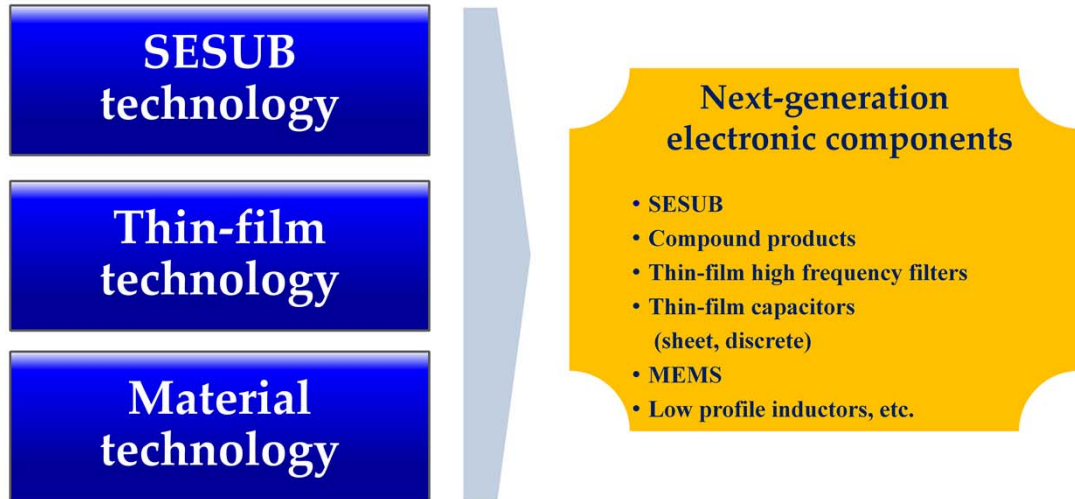 SESUB
technology
Thin-film
technology
Material
technology
Next-generation
electronic components
• SESUB
• Compound products
• Thin-film high frequency filters
• Thin-film capacitors
(sheet, discrete)
• MEMS
• Low profile inductors, etc.